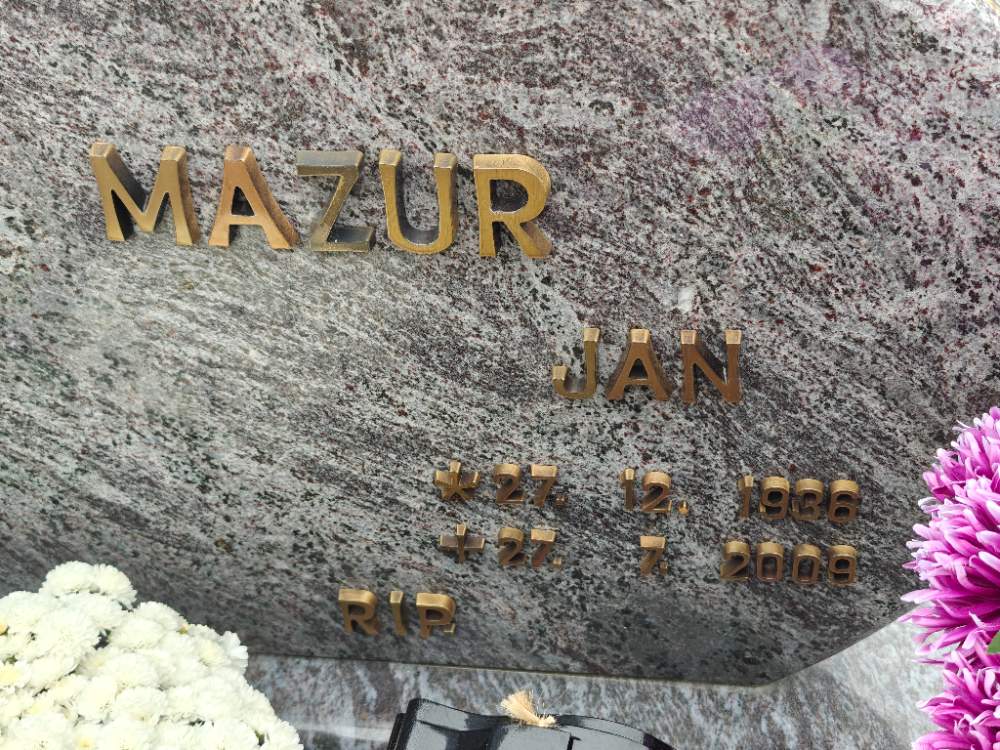 MAZUR
JAN
* 27. 12. 1936
† 27. 7. 2009
RIP